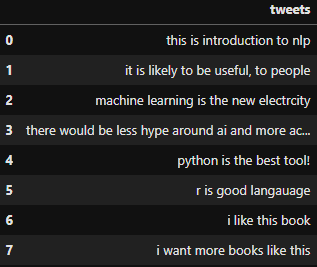 tweets
0 this is introduction to nlp
1 it is likely to be useful, to people
2 machine learning is the new electrcity
3 there would be less hype around ai and more ac...
4 python is the best tool!
5 r is good langauage
6 i like this book
7 i want more books like this